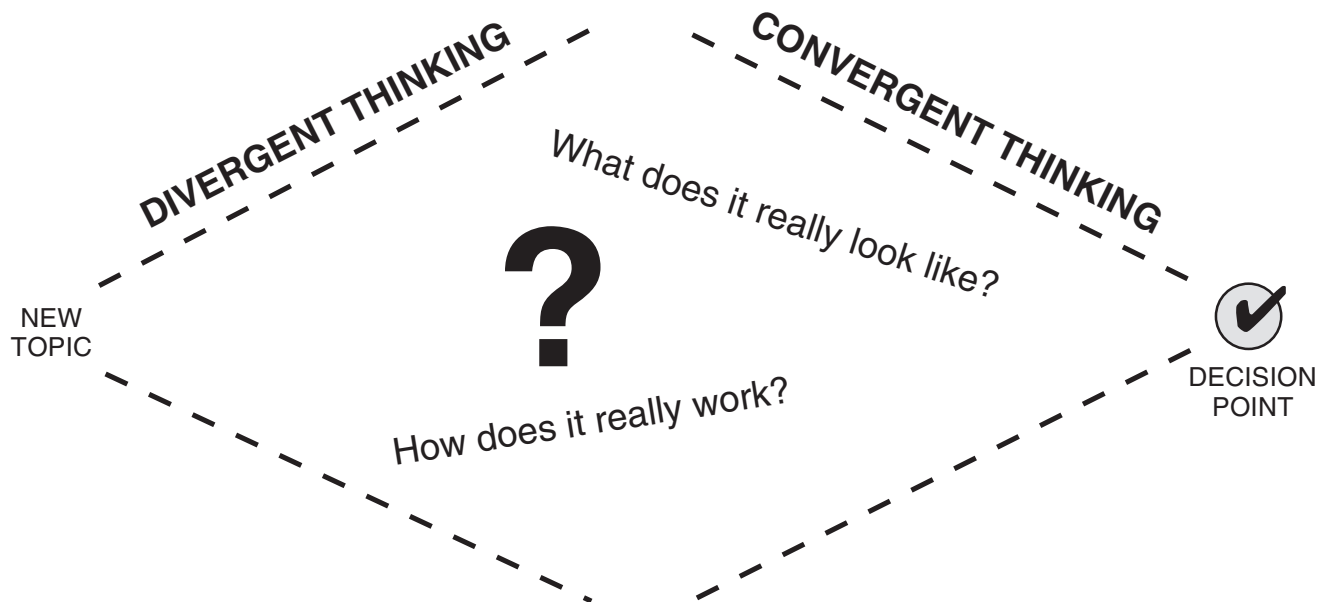 DIVERGENT THINKING
CONVERGENT THINKING
What does it really look like?
?
NEW
TOPIC
How does it really work?
DECISION
POINT